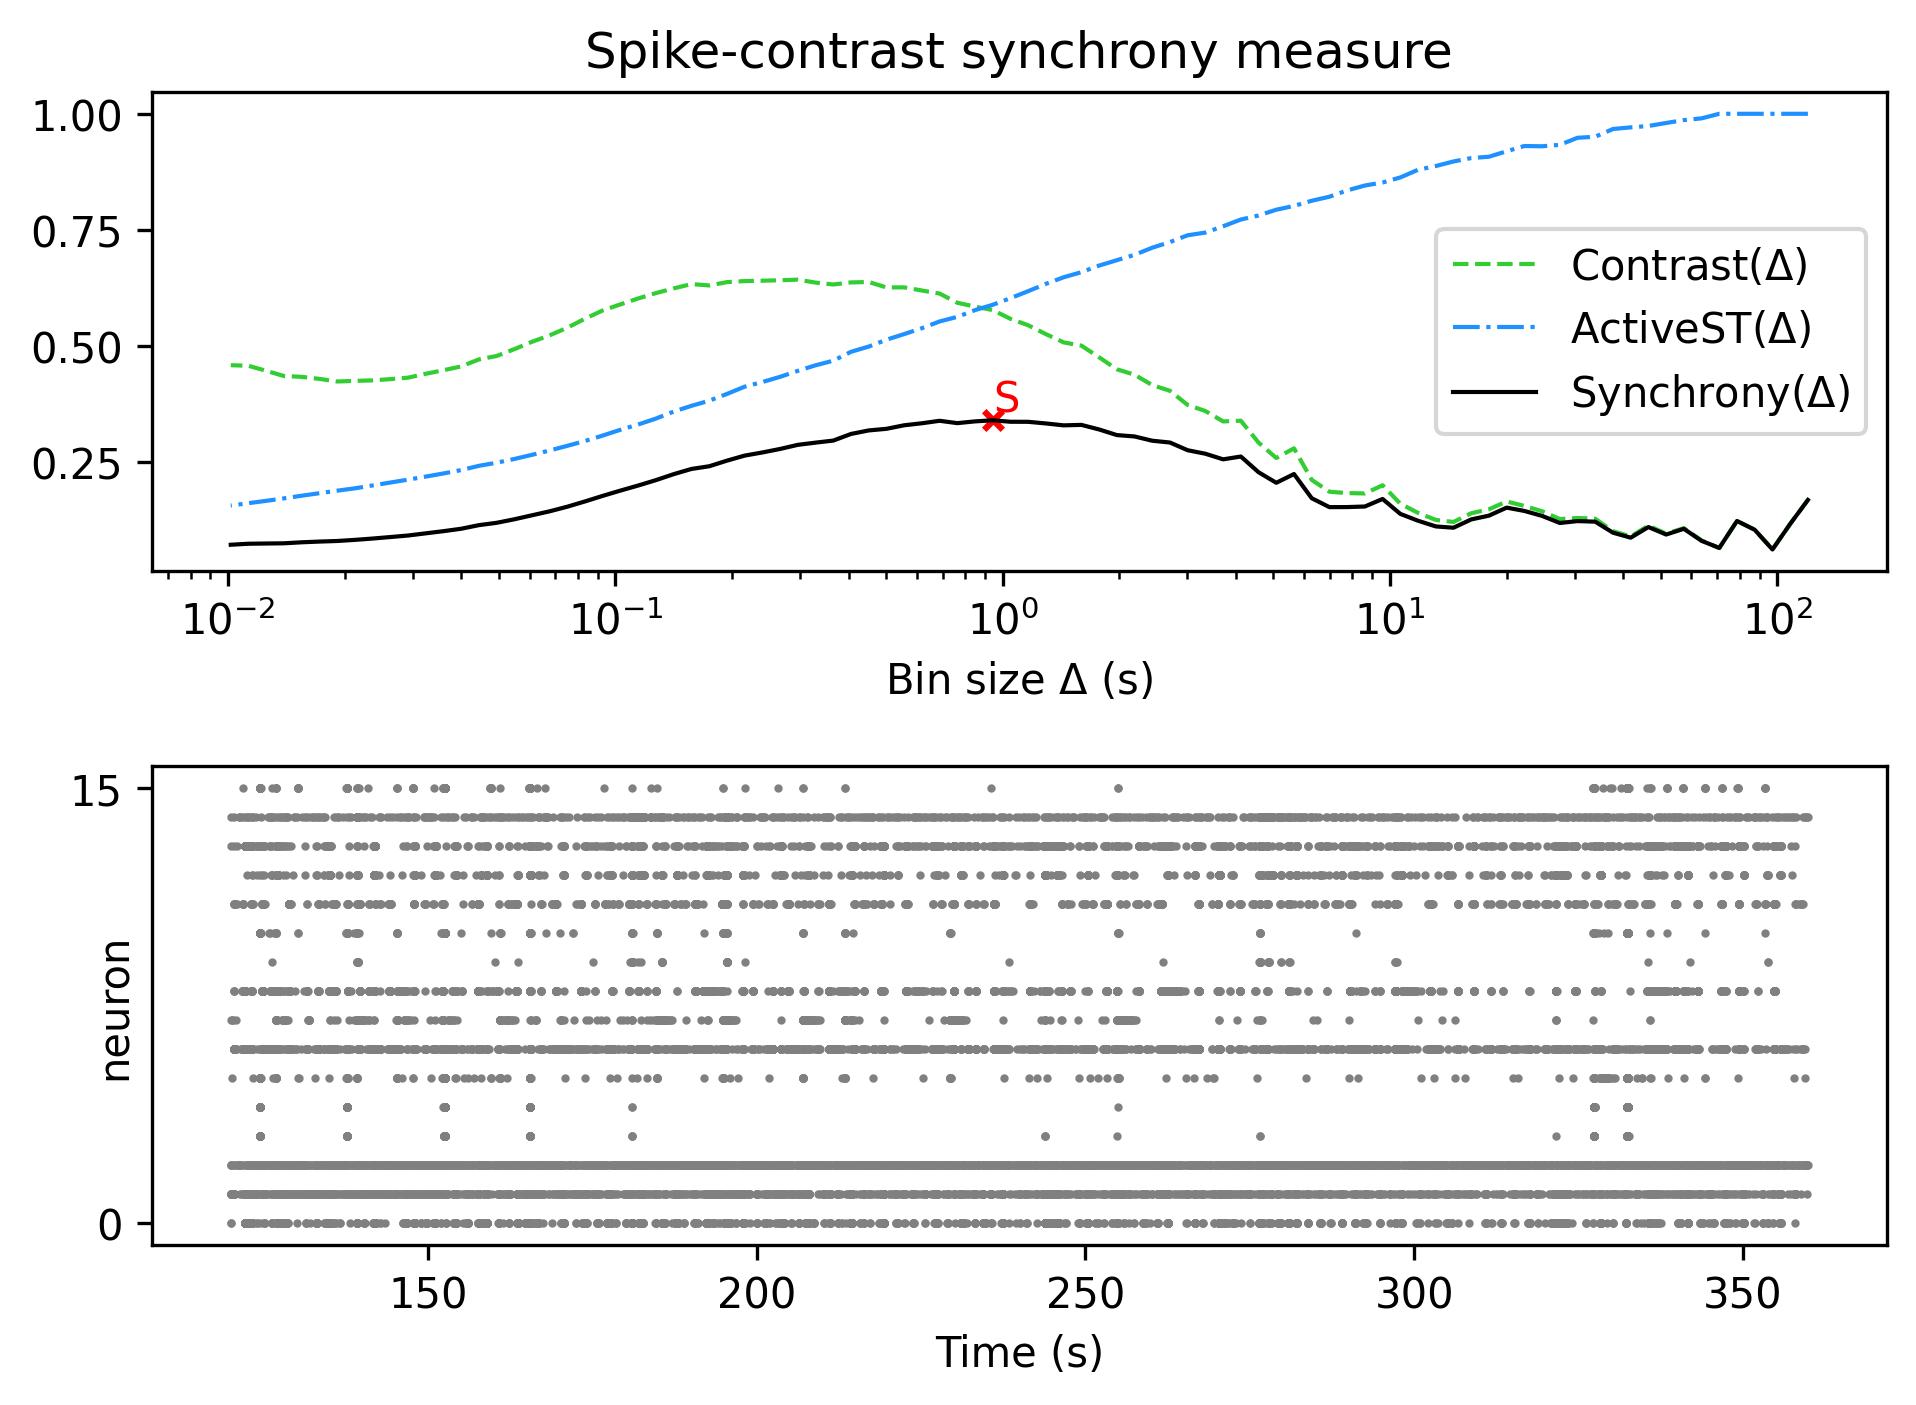 Spike-contrast synchrony measure
1.00
0.75
0.50
0.25
Contrast(Δ)
ActiveST(Δ)
Synchrony(Δ)
S
10⁻² 10⁻¹ 10⁰ 10¹ 10²
Bin size Δ (s)
15
0
neuron
150 200 250 300 350
Time (s)